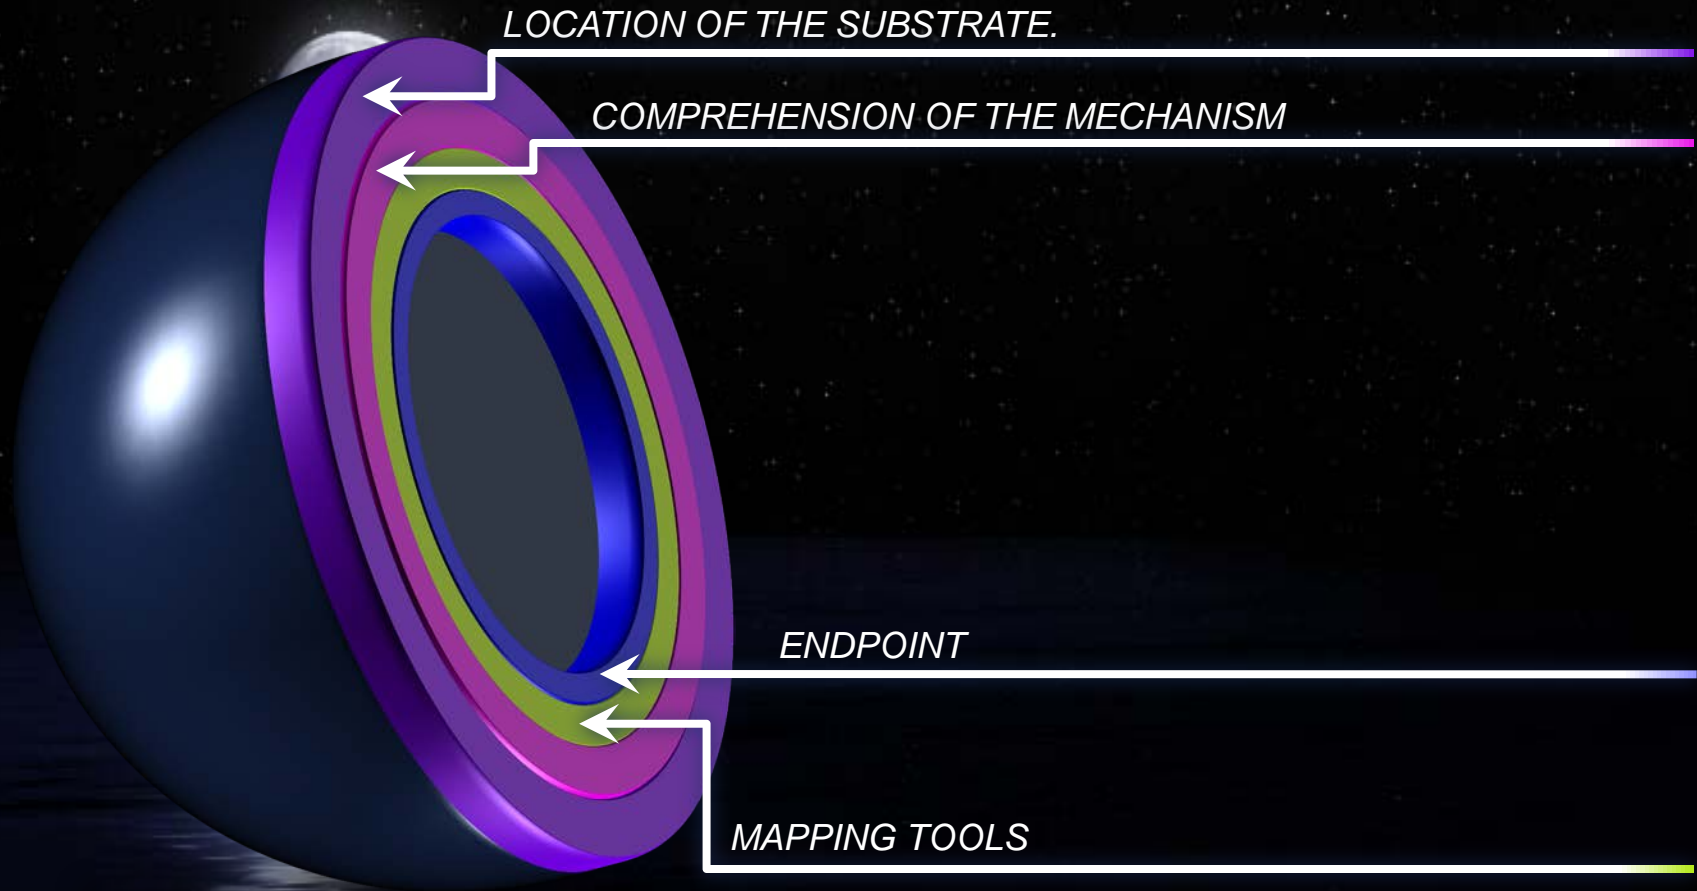 LOCATION OF THE SUBSTRATE.
COMPREHENSION OF THE MECHANISM
ENDPOINT
MAPPING TOOLS